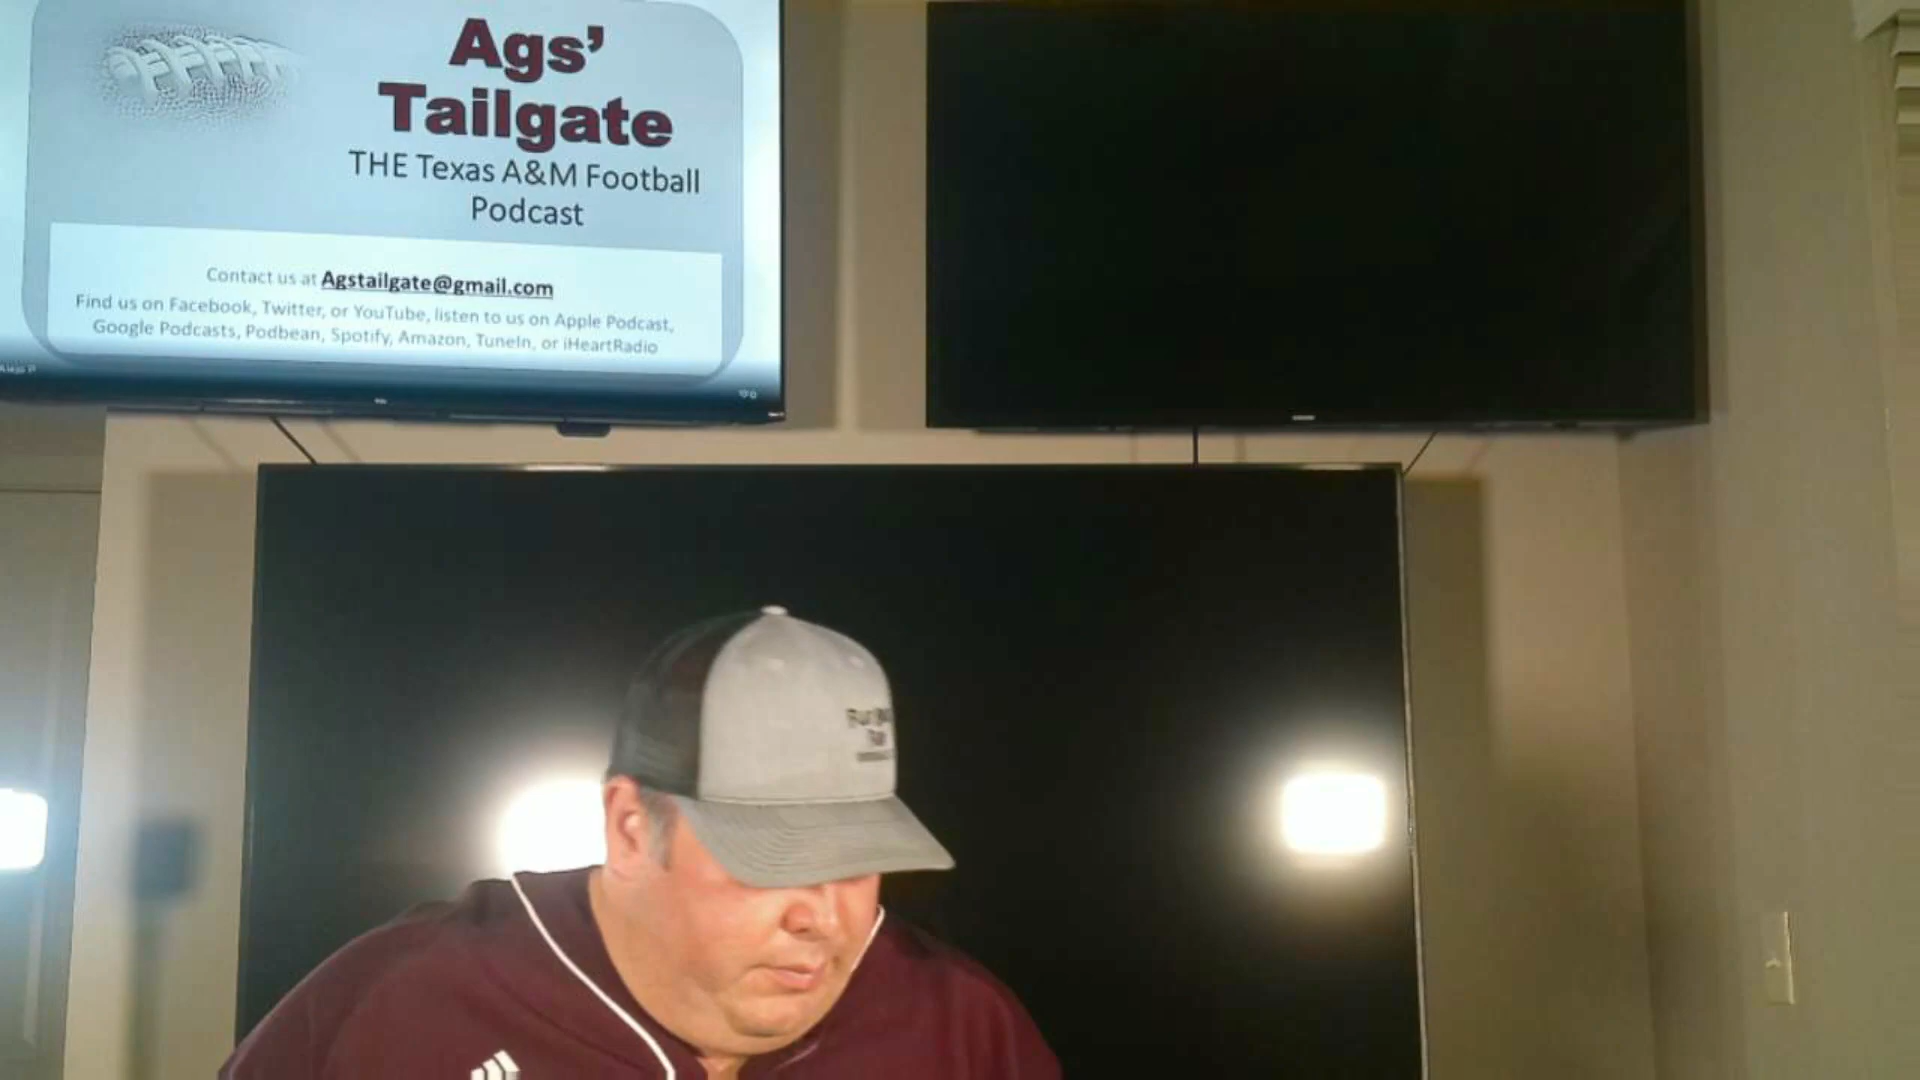 Ags’
Tailgate
THE Texas A&M Football
Podcast
Contact us at Agstailgate@gmail.com
Find us on Facebook, Twitter, or YouTube, listen to us on Apple Podcast,
Google Podcasts, Podbean, Spotify, Amazon, TuneIn, or iHeartRadio